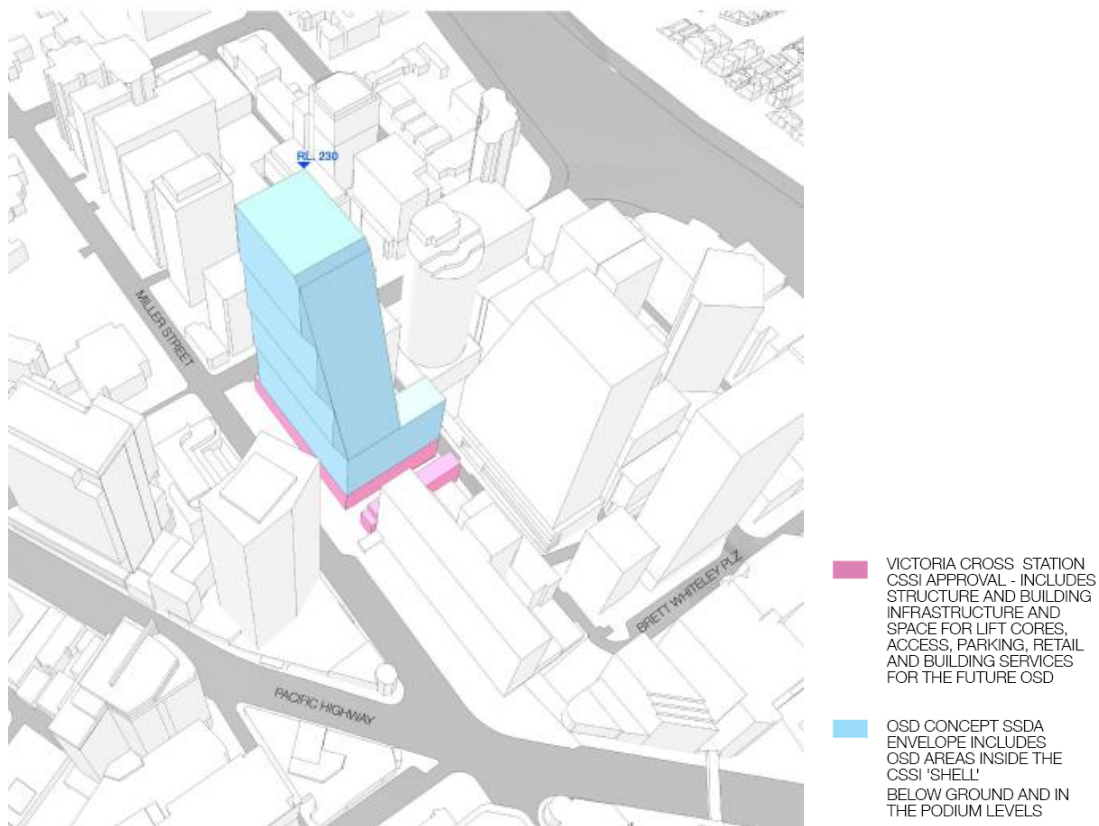 RL. 230
MILLER STREET
BRETT WHITELEY PLZ
PACIFIC HIGHWAY
VICTORIA CROSS STATION
CSSI APPROVAL - INCLUDES
STRUCTURE AND BUILDING
INFRASTRUCTURE AND
SPACE FOR LIFT CORES,
ACCESS, PARKING, RETAIL
AND BUILDING SERVICES
FOR THE FUTURE OSD
OSD CONCEPT SSDA
ENVELOPE INCLUDES
OSD AREAS INSIDE THE
CSSI 'SHELL'
BELOW GROUND AND IN
THE PODIUM LEVELS